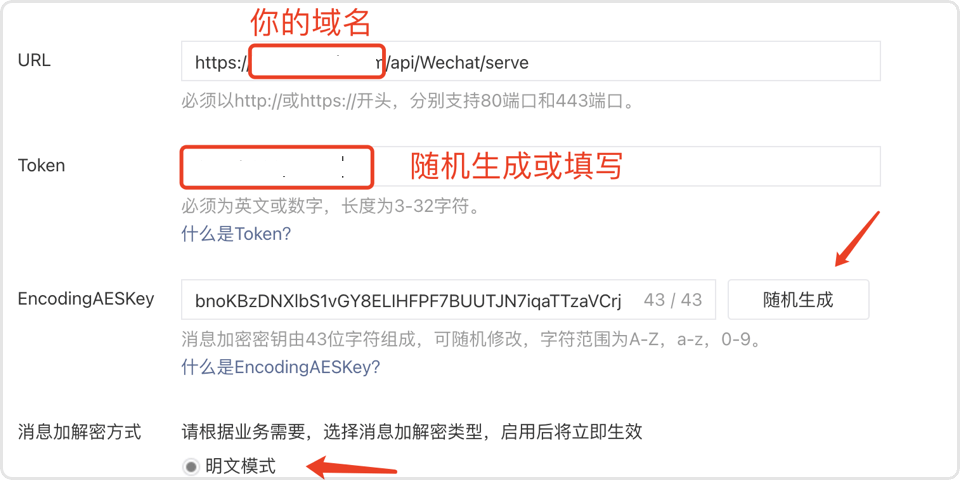 你的域名
URL
https:// /api/Wechat/serve
必须以http://或https://开头，分别支持80端口和443端口。
Token
随机生成或填写
必须为英文或数字，长度为3-32字符。
什么是Token?
EncodingAESKey
bnoKBzDNXIbS1vGY8ELIHFPF7BUUTJN7iqaTTzaVCrj 43 / 43 随机生成
消息加密密钥由43位字符组成，可随机修改，字符范围为A-Z，a-z，0-9。
什么是EncodingAESKey?
消息加解密方式
请根据业务需要，选择消息加解密类型，启用后将立即生效
明文模式